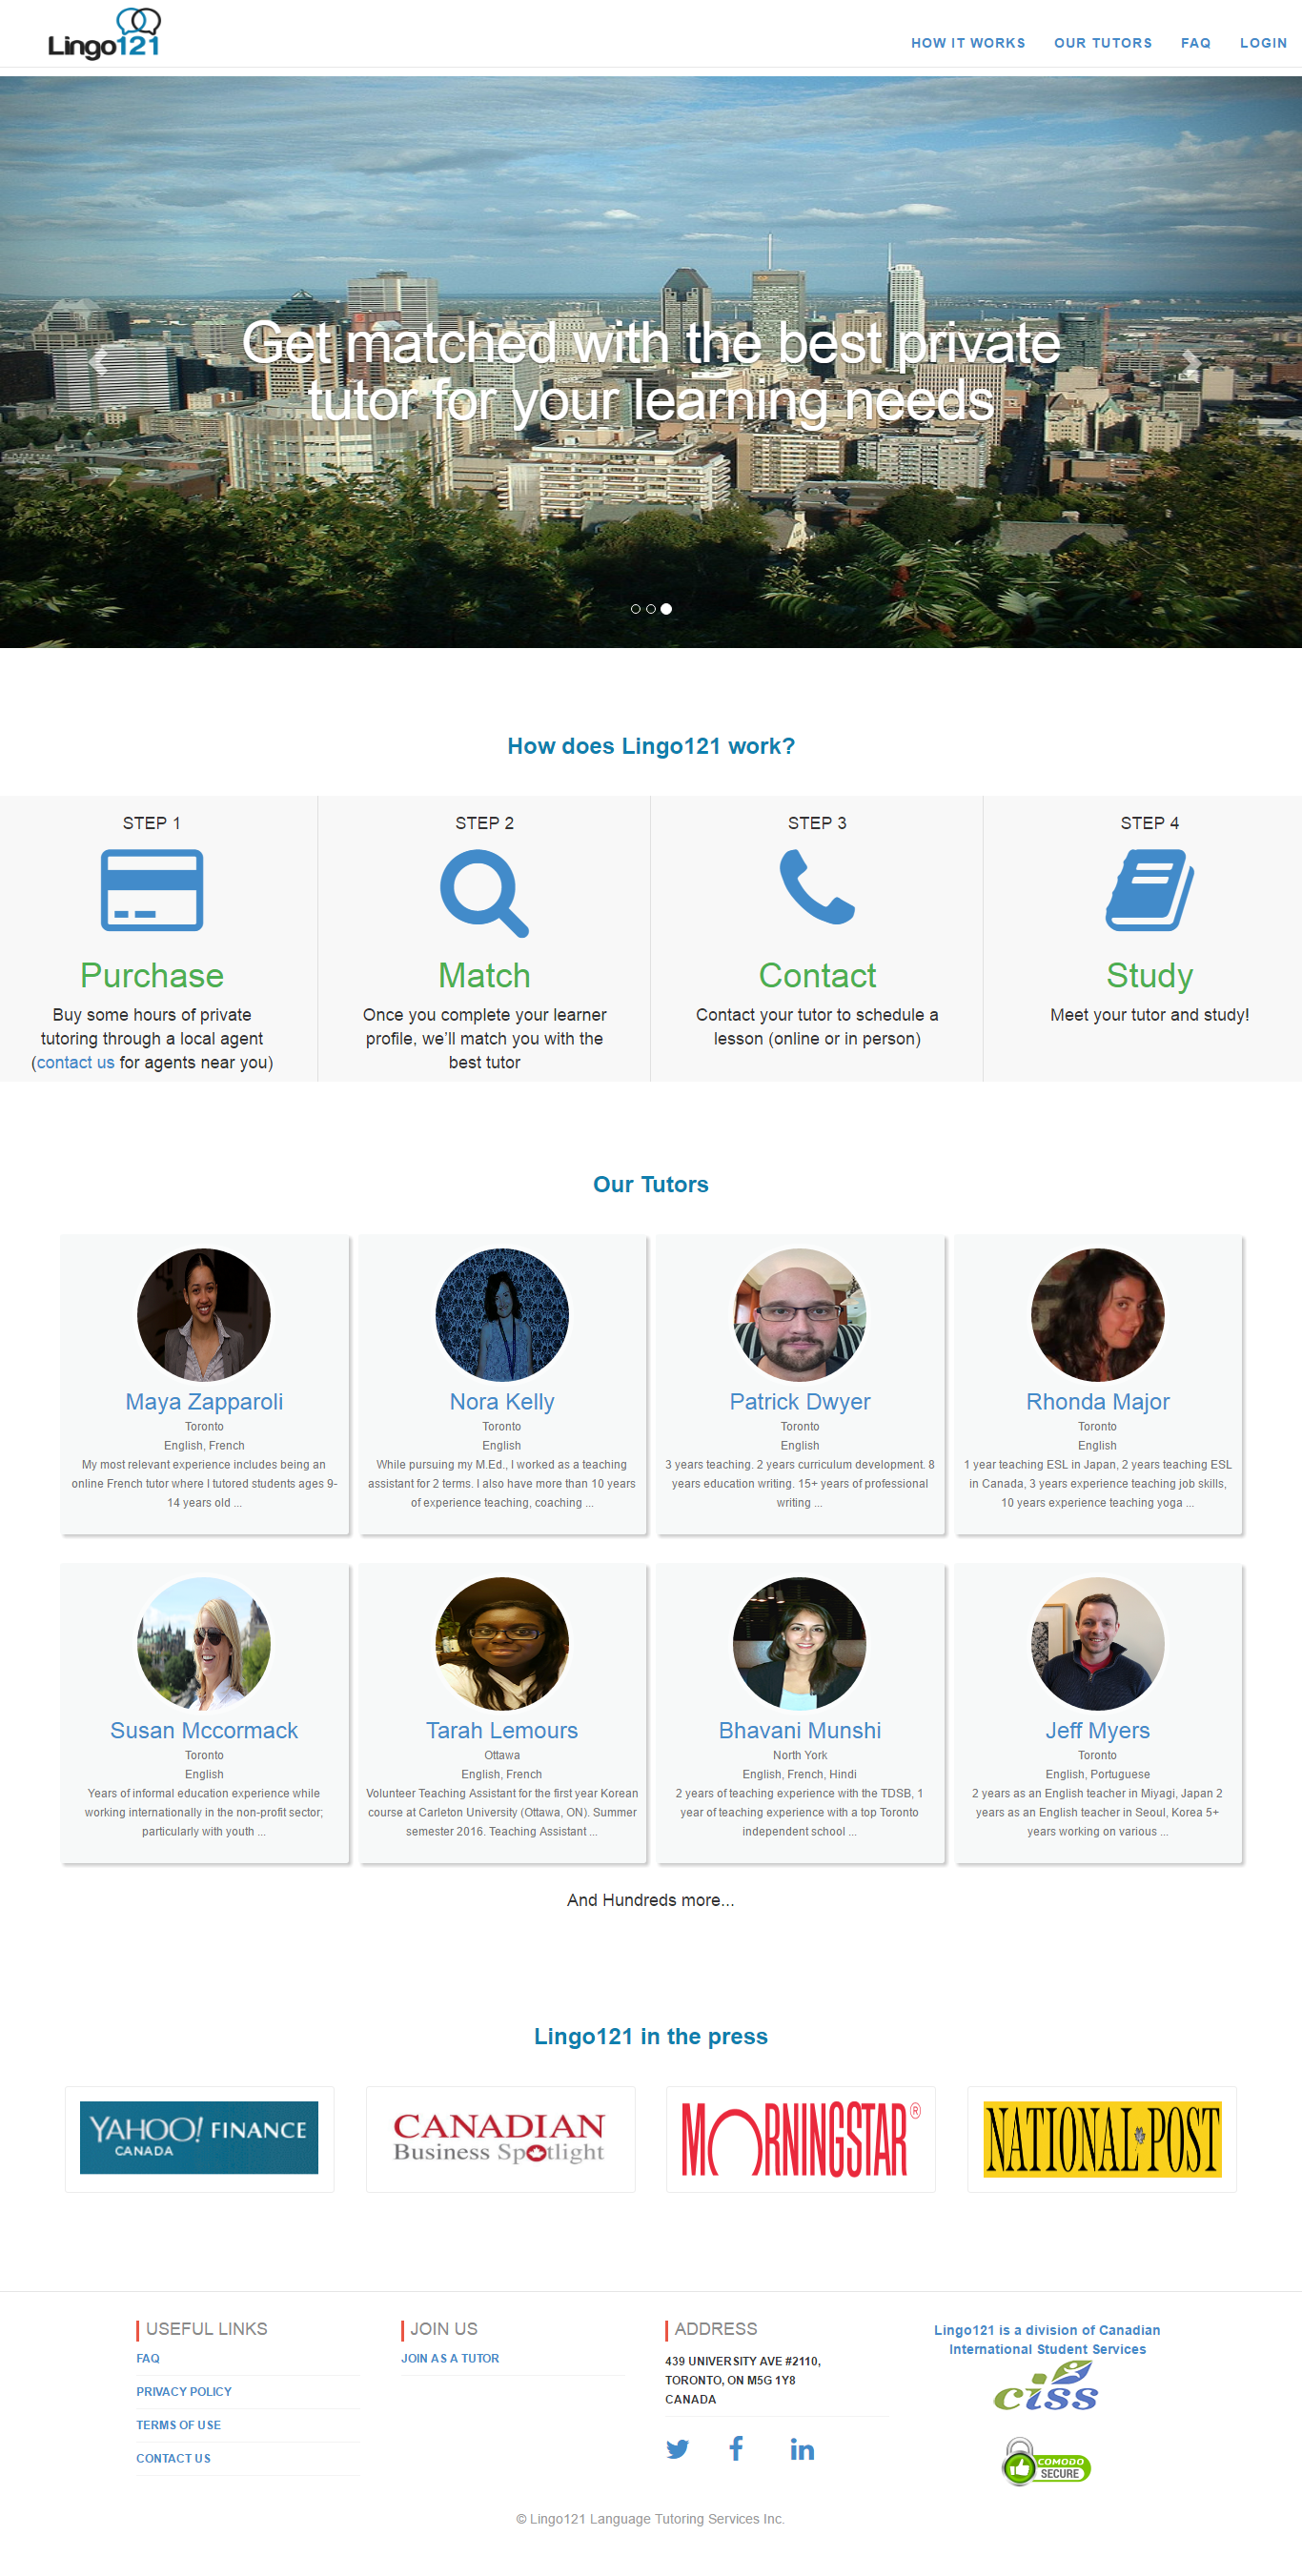 Lingo121
HOW IT WORKS OUR TUTORS FAQ LOGIN
Get matched with the best private
tutor for your learning needs
How does Lingo121 work?
STEP 1
Purchase
Buy some hours of private
tutoring through a local agent
(contact us for agents near you)
STEP 2
Match
Once you complete your learner
profile, we'll match you with the
best tutor
STEP 3
Contact
Contact your tutor to schedule a
lesson (online or in person)
STEP 4
Study
Meet your tutor and study!
Our Tutors
Maya Zapparoli
Toronto
English, French
My most relevant experience includes being an
online French tutor where I tutored students ages 9-
14 years old ...
Nora Kelly
Toronto
English
While pursuing my M.Ed., I worked as a teaching
assistant for 2 terms. I also have more than 10 years
of experience teaching, coaching ...
Patrick Dwyer
Toronto
English
3 years teaching. 2 years curriculum development. 8
years education writing. 15+ years of professional
writing ...
Rhonda Major
Toronto
English
1 year teaching ESL in Japan, 2 years teaching ESL
in Canada, 3 years experience teaching job skills,
10 years experience teaching yoga ...
Susan Mccormack
Toronto
English
Years of informal education experience while
working internationally in the non-profit sector;
particularly with youth ...
Tarah Lemours
Ottawa
English, French
Volunteer Teaching Assistant for the first year Korean
course at Carleton University (Ottawa, ON). Summer
semester 2016. Teaching Assistant ...
Bhavani Munshi
North York
English, French, Hindi
2 years of teaching experience with the TDSB, 1
year of teaching experience with a top Toronto
independent school ...
Jeff Myers
Toronto
English, Portuguese
2 years as an English teacher in Miyagi, Japan 2
years as an English teacher in Seoul, Korea 5+
years working on various ...
And Hundreds more...
Lingo121 in the press
YAHOO! FINANCE
CANADA
CANADIAN
Business Spotlight
MORNINGSTAR®
NATIONAL POST
USEFUL LINKS
FAQ
PRIVACY POLICY
TERMS OF USE
CONTACT US
JOIN US
JOIN AS A TUTOR
ADDRESS
439 UNIVERSITY AVE #2110,
TORONTO, ON M5G 1Y8
CANADA
Lingo121 is a division of Canadian
International Student Services
ciss
COMODO
SECURE
© Lingo121 Language Tutoring Services Inc.